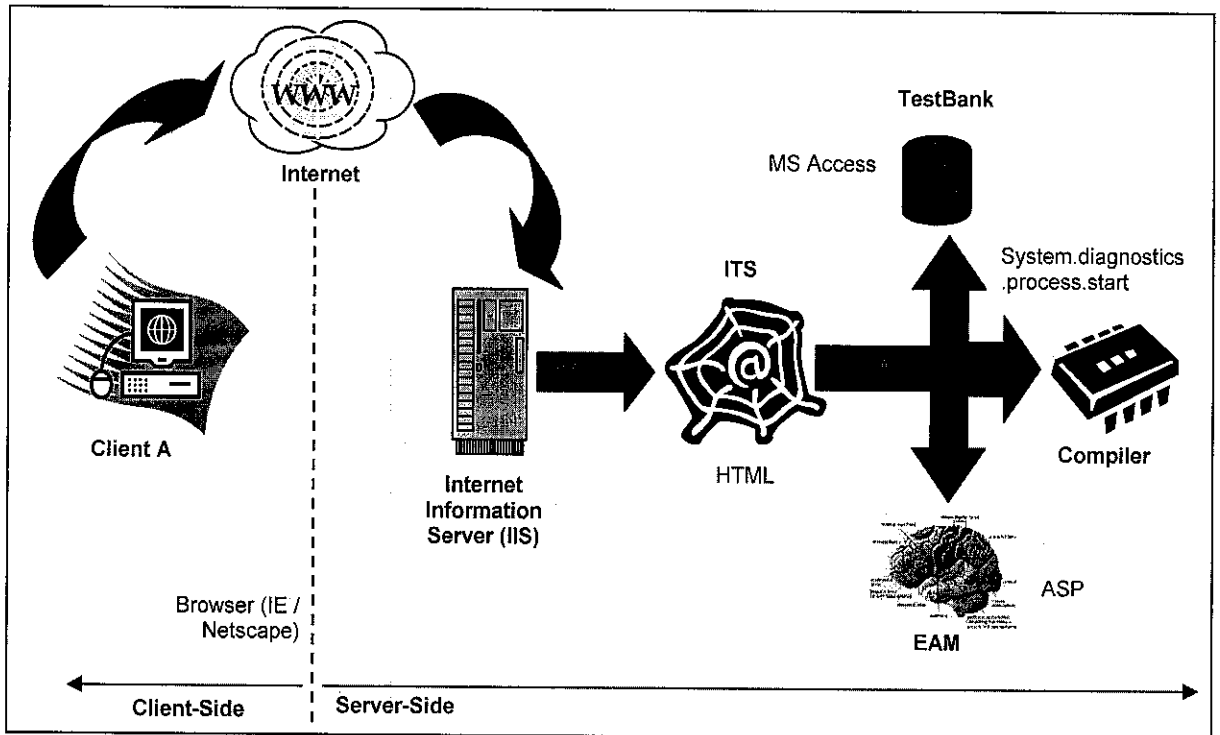 WWW
Internet
TestBank
MS Access
System.diagnostics
.process.start
ITS
@
Client A
HTML
Compiler
Internet
Information
Server (IIS)
ASP
EAM
Browser (IE /
Netscape)
Client-Side
Server-Side